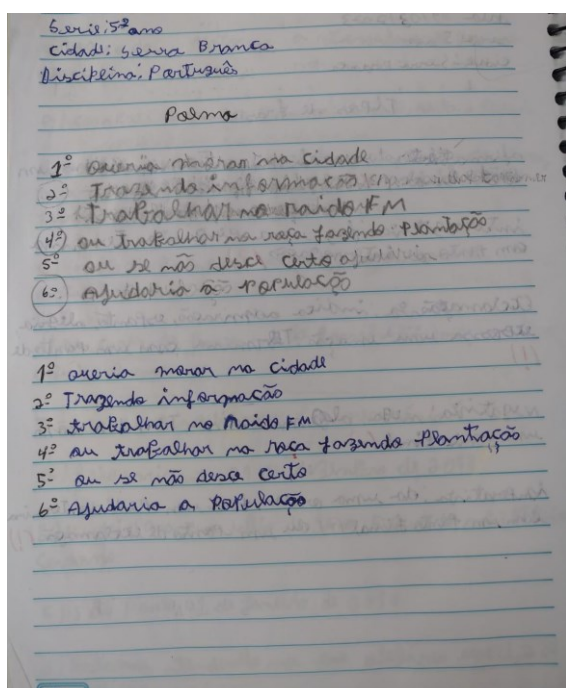 Serie: 5º ano
Cidade: Serra Branca
Disciplina: Português
Poema
1º queria morar na cidade
2º Trazendo informação
3º Trabalhar na Raido FM
4º ou trabalhar na roça fazendo plantação
5º ou se não desse certo ajudo
6º Ajudaria a População
1º queria morar na cidade
2º Trazendo informação
3º trabalhar no Raido FM
4º ou trabalhar na roça fazendo Plantação
5º ou se não desse certo
6º Ajudaria a População